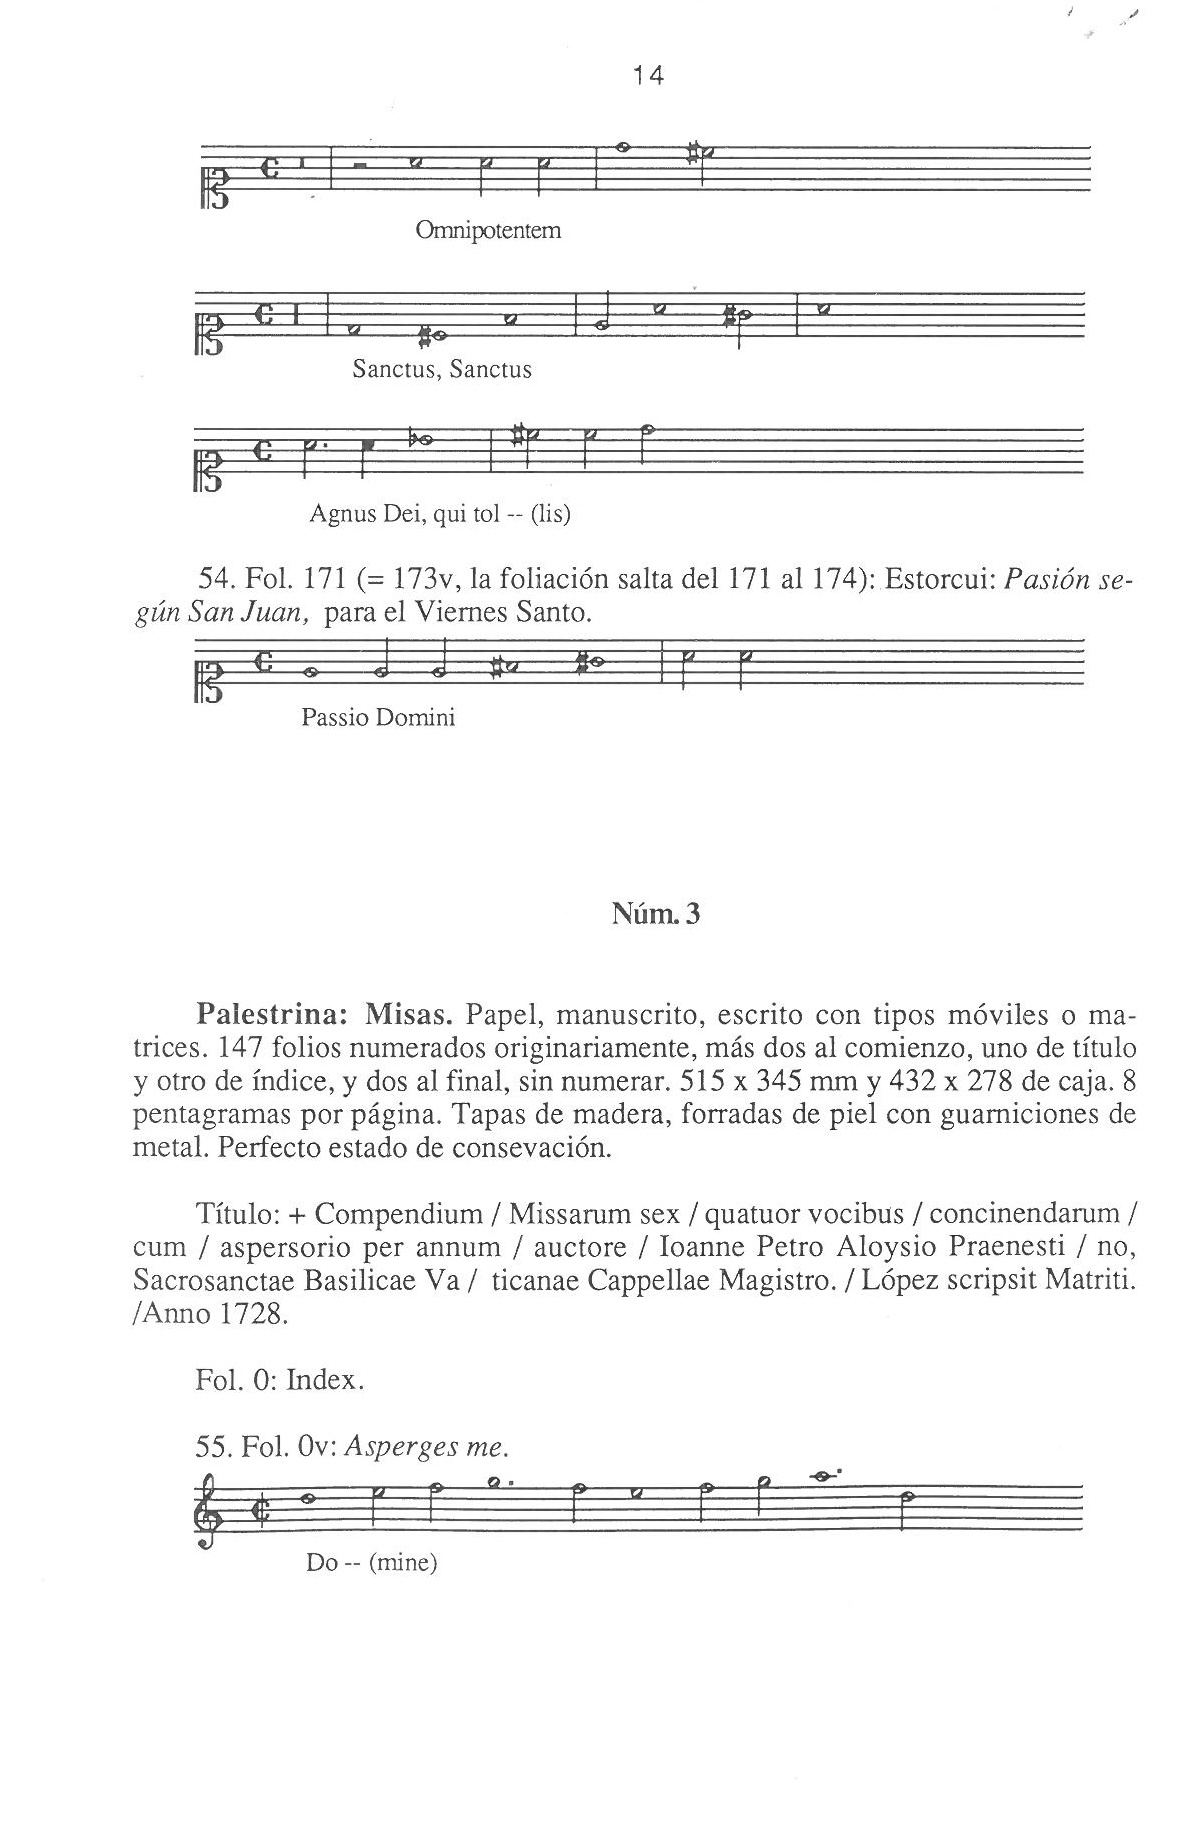 14
Omnipotentem
Sanctus, Sanctus
Agnus Dei, qui tol -- (lis)
54. Fol. 171 (= 173v, la foliación salta del 171 al 174): Estorcui: Pasión se-
gún San Juan, para el Viernes Santo.
Passio Domini
Núm. 3
Palestrina: Misas. Papel, manuscrito, escrito con tipos móviles o ma-
trices. 147 folios numerados originariamente, más dos al comienzo, uno de título
y otro de índice, y dos al final, sin numerar. 515 x 345 mm y 432 x 278 de caja. 8
pentagramas por página. Tapas de madera, forradas de piel con guarniciones de
metal. Perfecto estado de consevación.
Título: + Compendium / Missarum sex / quatuor vocibus / concinendarum /
cum / aspersorio per annum / auctore / Ioanne Petro Aloysio Praenesti / no,
Sacrosanctae Basilicae Va / ticanae Cappellae Magistro. / López scripsit Matriti.
/Anno 1728.
Fol. 0: Index.
55. Fol. 0v: Asperges me.
Do -- (mine)